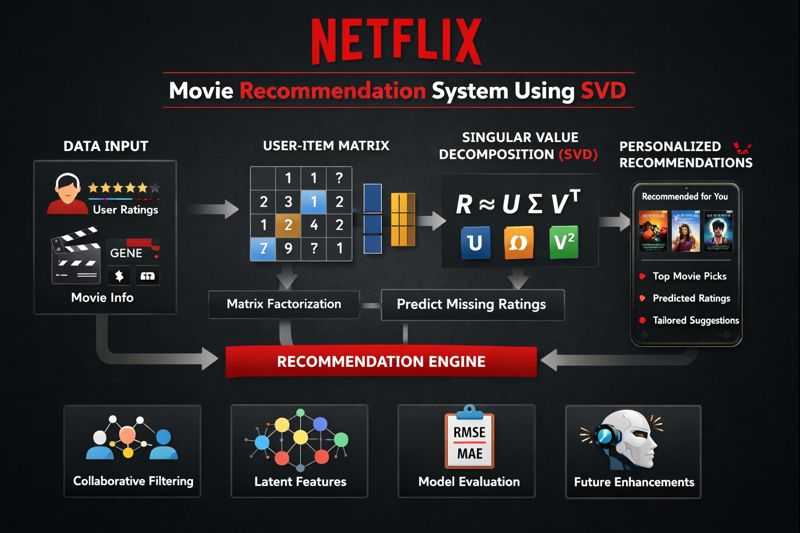 NETFLIX
Movie Recommendation System Using SVD
DATA INPUT
User Ratings
GENE
$
Movie Info
USER-ITEM MATRIX
1 1 ?
2 3 1 2
1 2 4 2
7 9 ? 1
Matrix Factorization
SINGULAR VALUE
DECOMPOSITION (SVD)
R ≈ U Σ Vᵀ
U Ω V²
Predict Missing Ratings
PERSONALIZED
RECOMMENDATIONS
Recommended for You
Top Movie Picks
Predicted Ratings
Tailored Suggestions
RECOMMENDATION ENGINE
Collaborative Filtering
Latent Features
RMSE
MAE
Model Evaluation
Future Enhancements